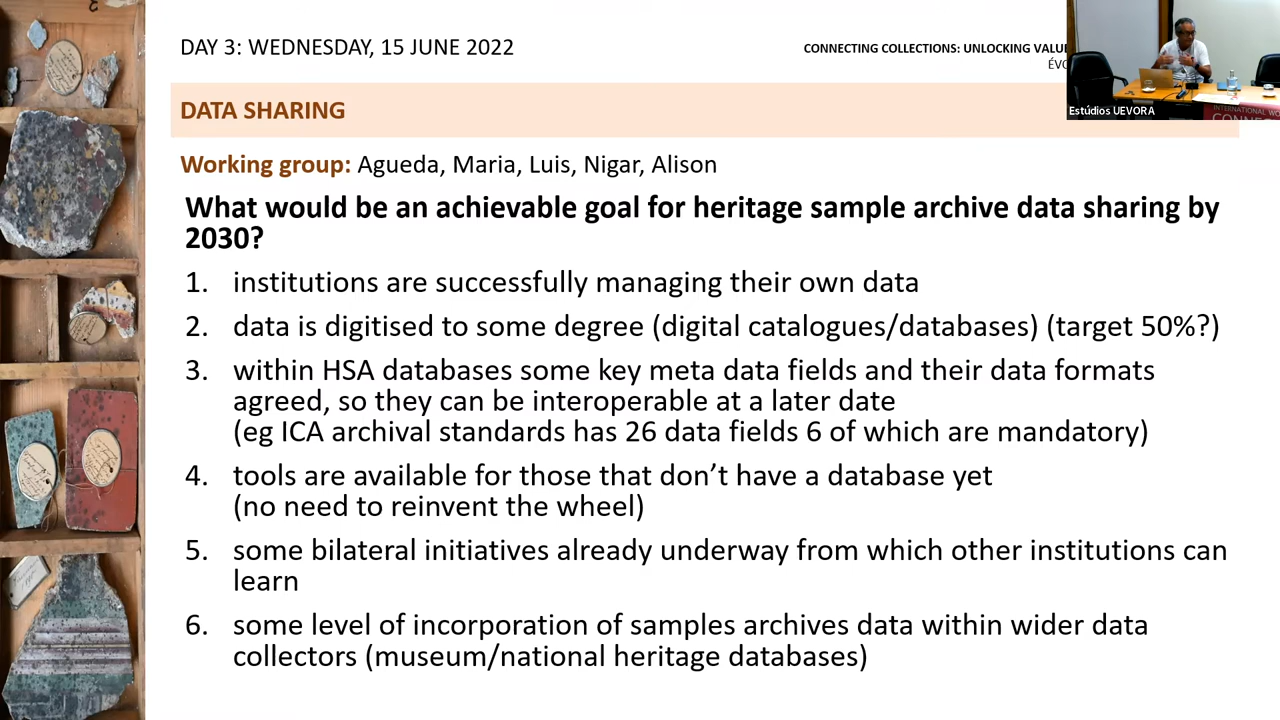 DAY 3: WEDNESDAY, 15 JUNE 2022
CONNECTING COLLECTIONS: UNLOCKING
Estúdios UEVORA
DATA SHARING
Working group: Agueda, Maria, Luis, Nigar, Alison
What would be an achievable goal for heritage sample archive data sharing by
2030?
1. institutions are successfully managing their own data
2. data is digitised to some degree (digital catalogues/databases) (target 50%?)
3. within HSA databases some key meta data fields and their data formats
agreed, so they can be interoperable at a later date
(eg ICA archival standards has 26 data fields 6 of which are mandatory)
4. tools are available for those that don’t have a database yet
(no need to reinvent the wheel)
5. some bilateral initiatives already underway from which other institutions can
learn
6. some level of incorporation of samples archives data within wider data
collectors (museum/national heritage databases)